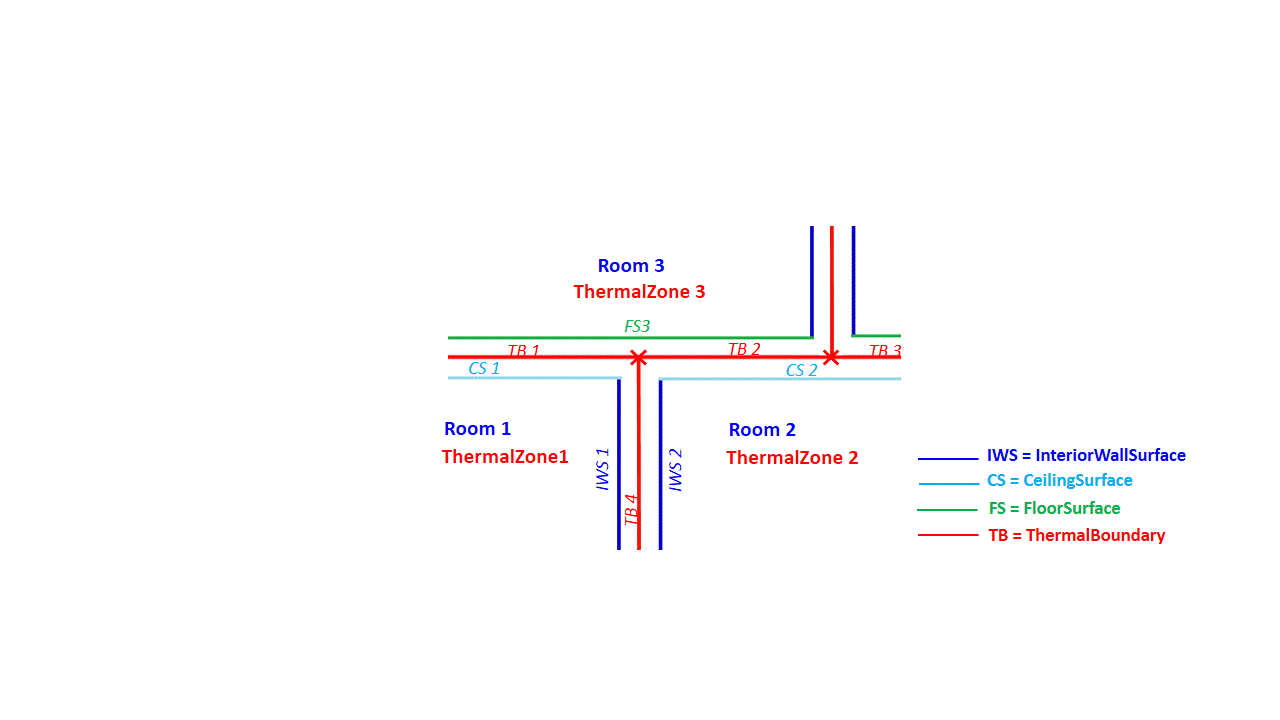 Room 3
ThermalZone 3
FS3
TB 1
TB 2
TB 3
CS 1
CS 2
Room 1
ThermalZone1
IWS 1
TB 4
IWS 2
Room 2
ThermalZone 2
IWS = InteriorWallSurface
CS = CeilingSurface
FS = FloorSurface
TB = ThermalBoundary